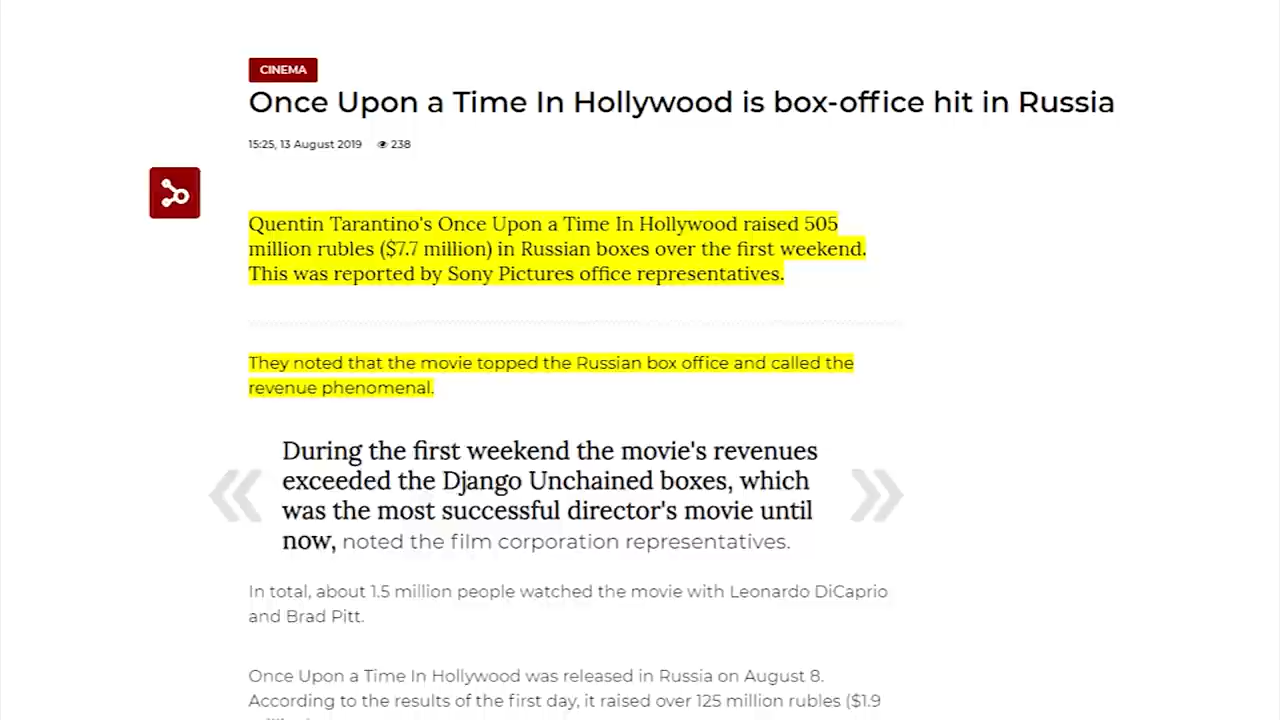 CINEMA
Once Upon a Time In Hollywood is box-office hit in Russia
15:25, 13 August 2019 238
Quentin Tarantino's Once Upon a Time In Hollywood raised 505
million rubles ($7.7 million) in Russian boxes over the first weekend.
This was reported by Sony Pictures office representatives.
They noted that the movie topped the Russian box office and called the
revenue phenomenal.
During the first weekend the movie's revenues
exceeded the Django Unchained boxes, which
was the most successful director's movie until
now, noted the film corporation representatives.
In total, about 1.5 million people watched the movie with Leonardo DiCaprio
and Brad Pitt.
Once Upon a Time In Hollywood was released in Russia on August 8.
According to the results of the first day, it raised over 125 million rubles ($1.9